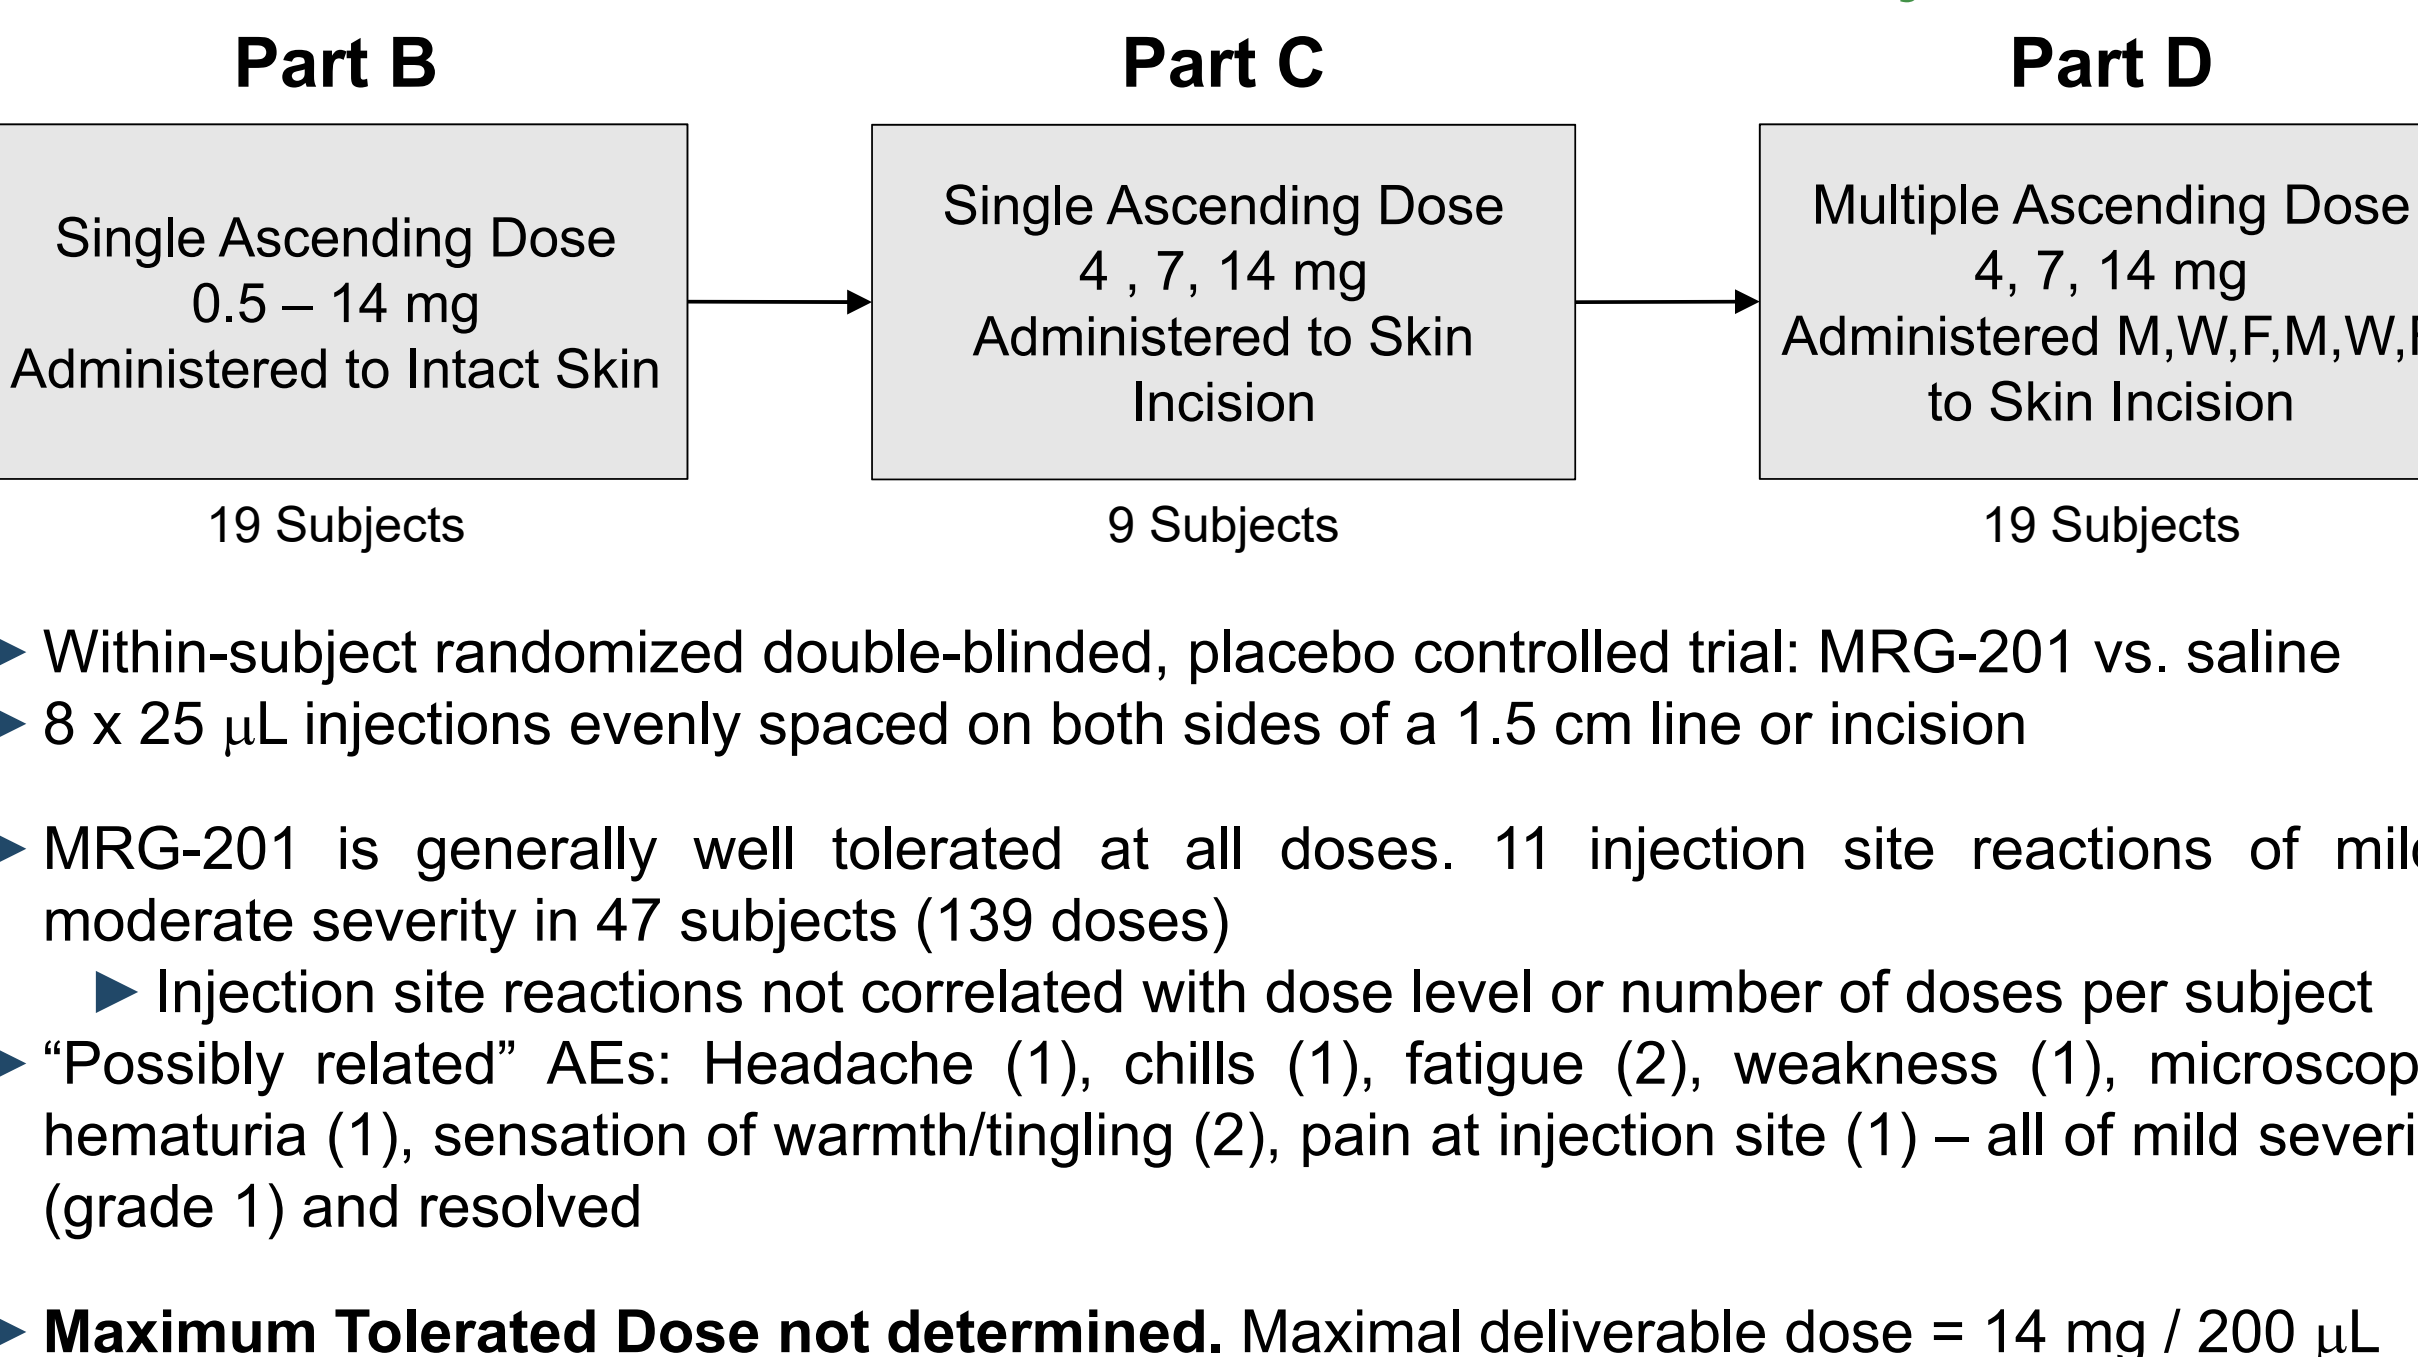 Part B
Part C
Part D
Single Ascending Dose
0.5 – 14 mg
Administered to Intact Skin
19 Subjects
Single Ascending Dose
4 , 7, 14 mg
Administered to Skin
Incision
9 Subjects
Multiple Ascending Dose
4, 7, 14 mg
Administered M,W,F,M,W,
to Skin Incision
19 Subjects
Within-subject randomized double-blinded, placebo controlled trial: MRG-201 vs. saline
8 x 25 μL injections evenly spaced on both sides of a 1.5 cm line or incision
MRG-201 is generally well tolerated at all doses. 11 injection site reactions of
moderate severity in 47 subjects (139 doses)
Injection site reactions not correlated with dose level or number of doses per subject
“Possibly related” AEs: Headache (1), chills (1), fatigue (2), weakness (1),
hematuria (1), sensation of warmth/tingling (2), pain at injection site (1) – all of mild
(grade 1) and resolved
Maximum Tolerated Dose not determined. Maximal deliverable dose = 14 mg / 200 μL